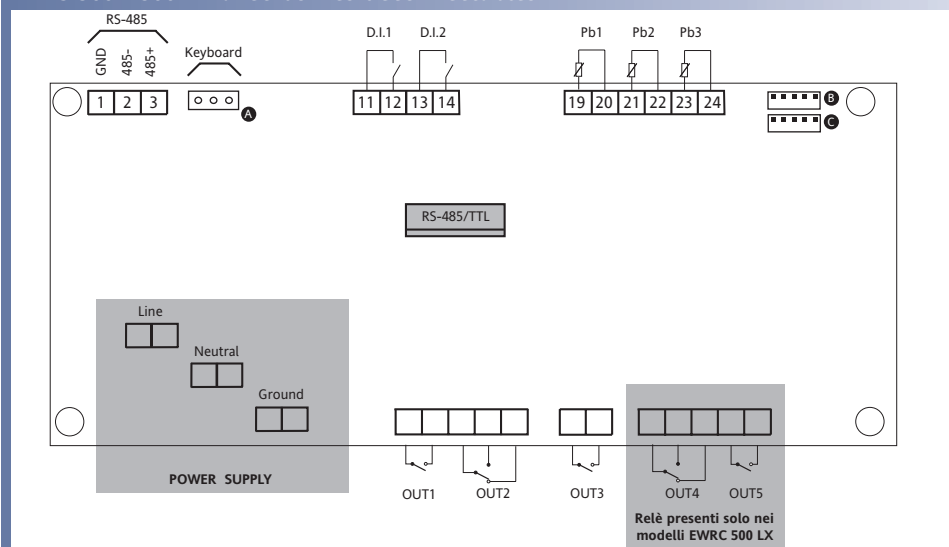 RS-485
D.I.1 D.I.2 Pb1 Pb2 Pb3
GND 485- 485+
Keyboard
1 2 3
11 12 13 14
19 20 21 22 23 24
A
B
C
RS-485/TTL
Line
Neutral
Ground
POWER SUPPLY
OUT1 OUT2 OUT3 OUT4 OUT5
Relè presenti solo nei
modelli EWRC 500 LX